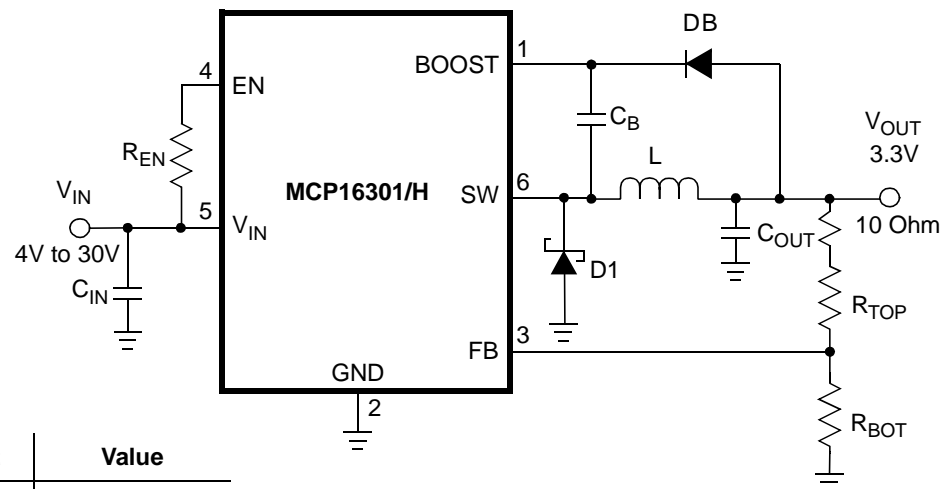 DB
1
BOOST
4
EN
C_B
V_OUT
3.3V
R_EN
L
MCP16301/H
6
SW
V_IN
5
V_IN
4V to 30V
C_OUT
10 Ohm
D1
C_IN
R_TOP
3
FB
GND
2
R_BOT
Value